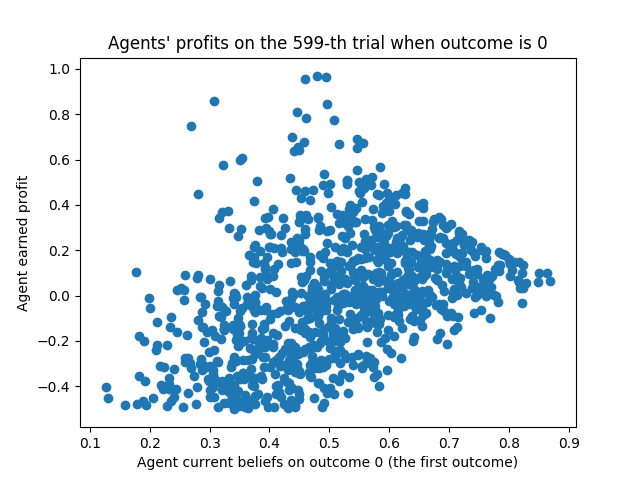 Agents' profits on the 599-th trial when outcome is 0
1.0
0.8
0.6
0.4
0.2
0.0
−0.2
−0.4
Agent earned profit
0.1 0.2 0.3 0.4 0.5 0.6 0.7 0.8 0.9
Agent current beliefs on outcome 0 (the first outcome)